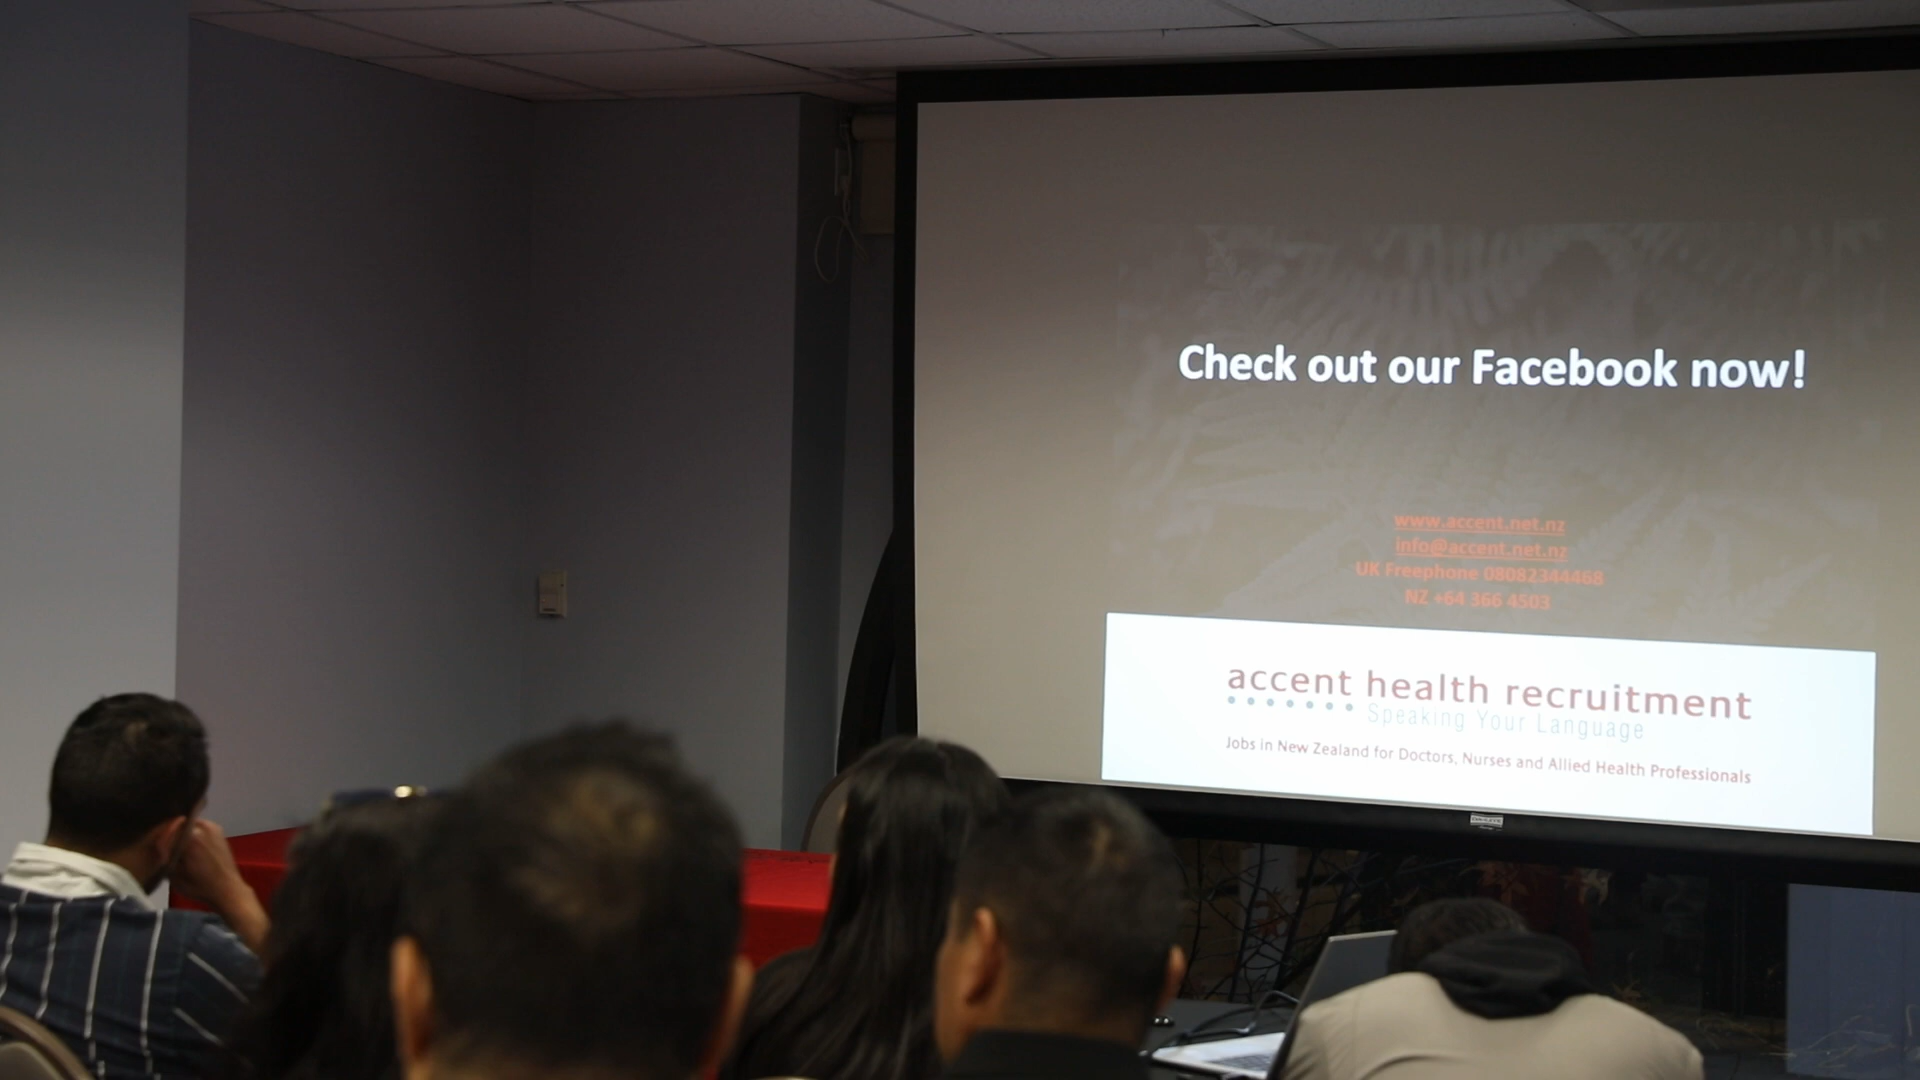 Check out our Facebook now!
www.accent.net.nz
info@accent.net.nz
UK Freephone 08082344468
NZ +64 366 4503
accent health recruitment
Speaking Your Language
Jobs in New Zealand for Doctors, Nurses and Allied Health Professionals